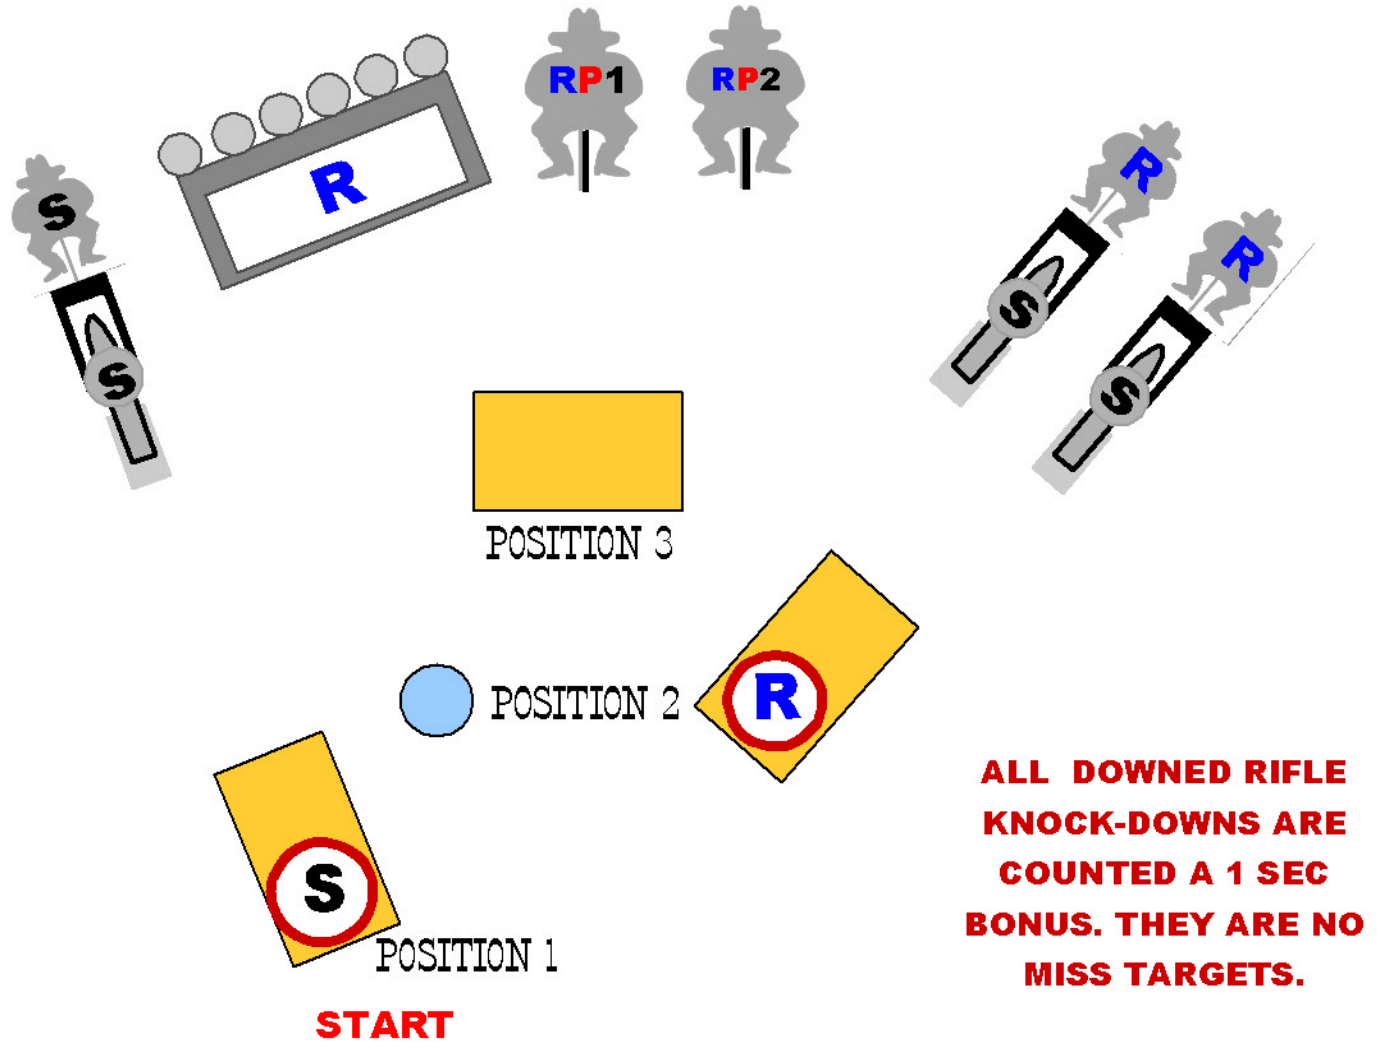 RP1
RP2
R
R
S
R
S
S
S
POSITION 3
R
POSITION 2
S
POSITION 1
START
ALL DOWNED RIFLE
KNOCK-DOWNS ARE
COUNTED A 1 SEC
BONUS. THEY ARE NO
MISS TARGETS.